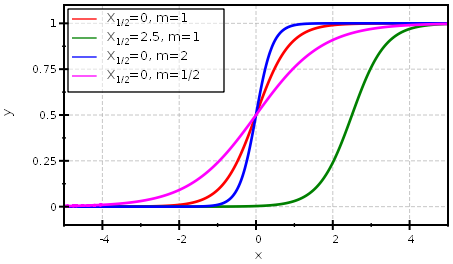 X1/2=0, m=1
X1/2=2.5, m=1
X1/2=0, m=2
X1/2=0, m=1/2
1
0.75
0.5
0.25
0
y
-4 -2 0 2 4
x